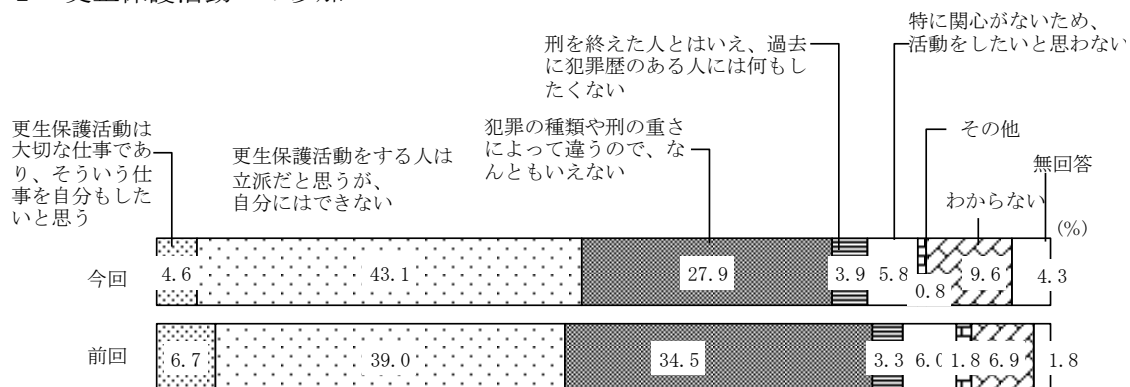 特に関心がないため、
活動をしたいと思わない
刑を終えた人とはいえ、過去
に犯罪歴のある人には何もし
たくない
更生保護活動は
大切な仕事であ
り、そういう仕
事を自分もした
いと思う
更生保護活動をする人は
立派だと思うが、
自分にはできない
犯罪の種類や刑の重さ
によって違うので、な
んともいえない
その他
無回答
わからない
(%)
今回
4.6
43.1
27.9
3.9
5.8
0.8
9.6
4.3
前回
6.7
39.0
34.5
3.3
6.0
1.8
6.9
1.8